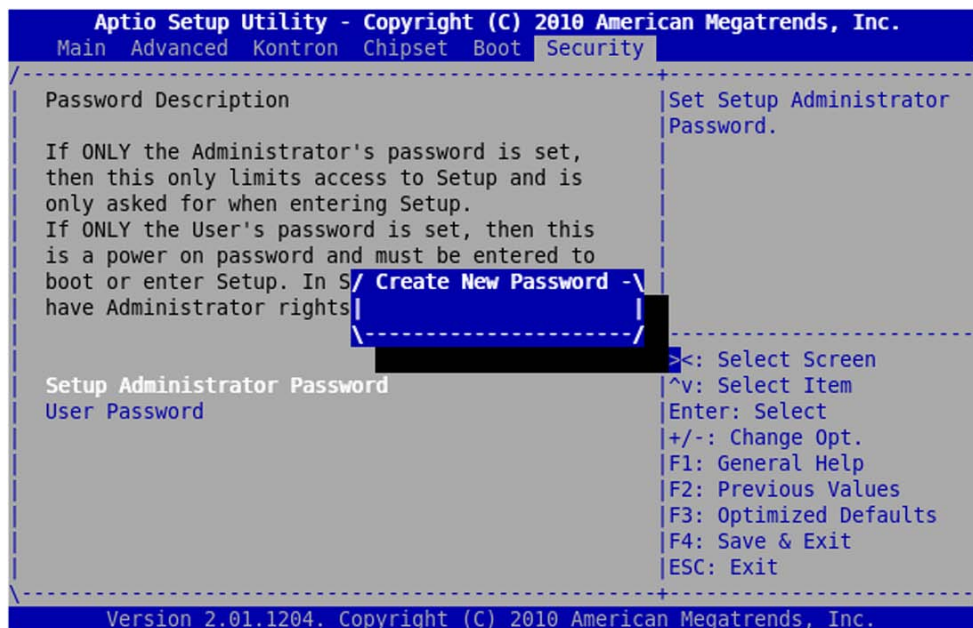 Aptio Setup Utility - Copyright (C) 2010 American Megatrends, Inc.
Main Advanced Kontron Chipset Boot Security
Password Description
If ONLY the Administrator's password is set,
then this only limits access to Setup and is
only asked for when entering Setup.
If ONLY the User's password is set, then this
is a power on password and must be entered to
boot or enter Setup. In S
have Administrator rights
/ Create New Password -\
Setup Administrator Password
User Password
Set Setup Administrator
Password.
><: Select Screen
^v: Select Item
Enter: Select
+/-: Change Opt.
F1: General Help
F2: Previous Values
F3: Optimized Defaults
F4: Save & Exit
ESC: Exit
Version 2.01.1204. Copyright (C) 2010 American Megatrends, Inc.